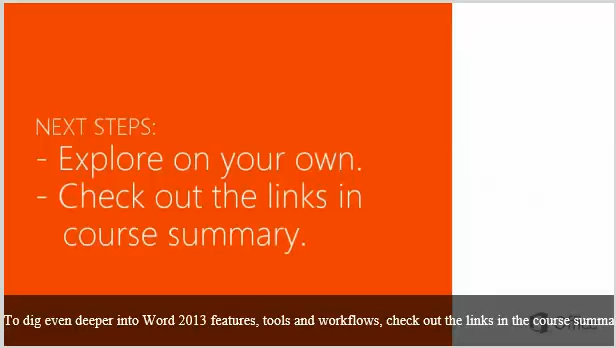 NEXT STEPS:
- Explore on your own.
- Check out the links in
course summary.
To dig even deeper into Word 2013 features, tools and workflows, check out the links in the course summa
Office